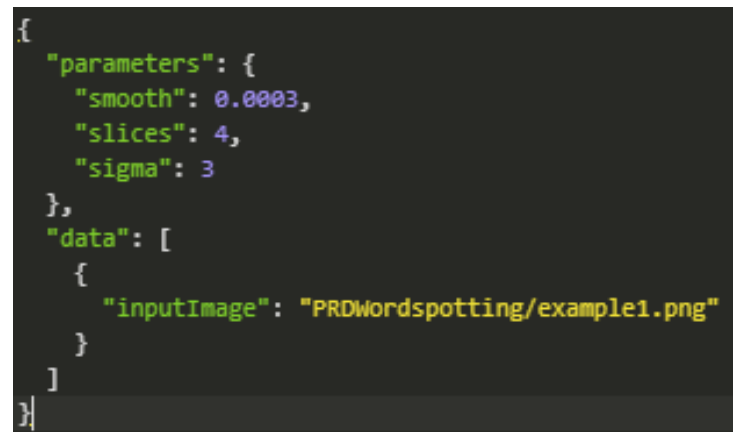 {
  "parameters": {
    "smooth": 0.0003,
    "slices": 4,
    "sigma": 3
  },
  "data": [
    {
      "inputImage": "PRDWordspotting/example1.png"
    }
  ]
}